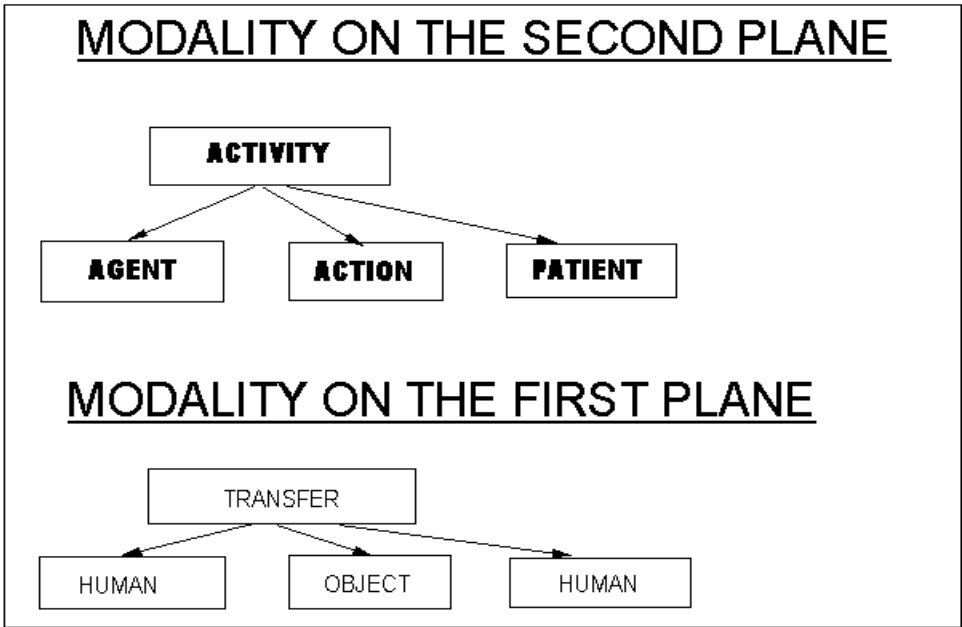 MODALITY ON THE SECOND PLANE
ACTIVITY
AGENT
ACTION
PATIENT
MODALITY ON THE FIRST PLANE
TRANSFER
HUMAN
OBJECT
HUMAN